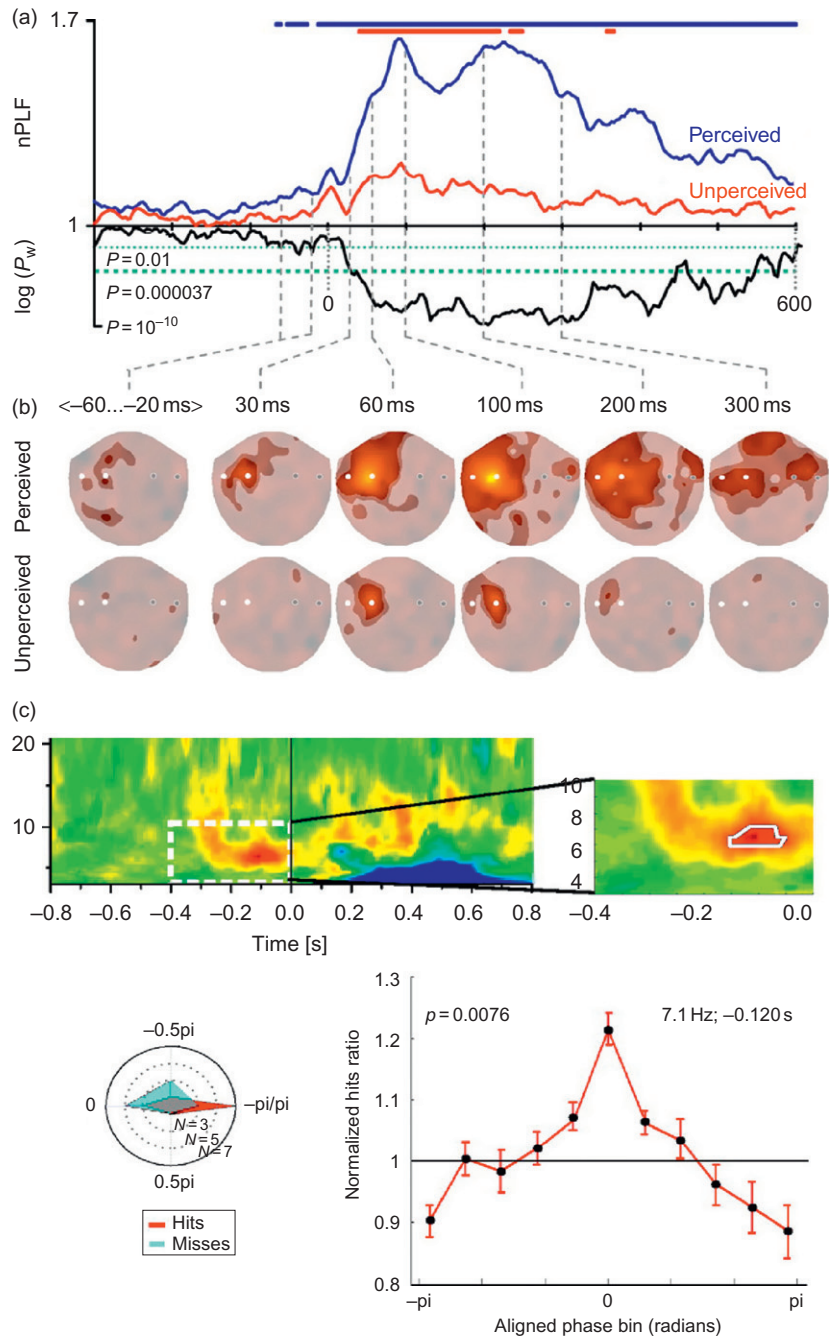 (a)
1.7
nPLF
Perceived
Unperceived
1
log (Pw)
P = 0.01
P = 0.000037
P = 10–10
0
600
(b)
<–60...–20 ms>
30 ms
60 ms
100 ms
200 ms
300 ms
Perceived
Unperceived
(c)
20
10
–0.8
–0.6
–0.4
–0.2
0.0
0.2
0.4
0.6
0.8
Time [s]
10
8
6
4
–0.4
–0.2
0.0
–0.5pi
0
–pi/pi
N = 3
N = 5
N = 7
0.5pi
Hits
Misses
1.3
1.2
1.1
1
0.9
0.8
Normalized hits ratio
p = 0.0076
7.1 Hz; –0.120 s
–pi
0
pi
Aligned phase bin (radians)